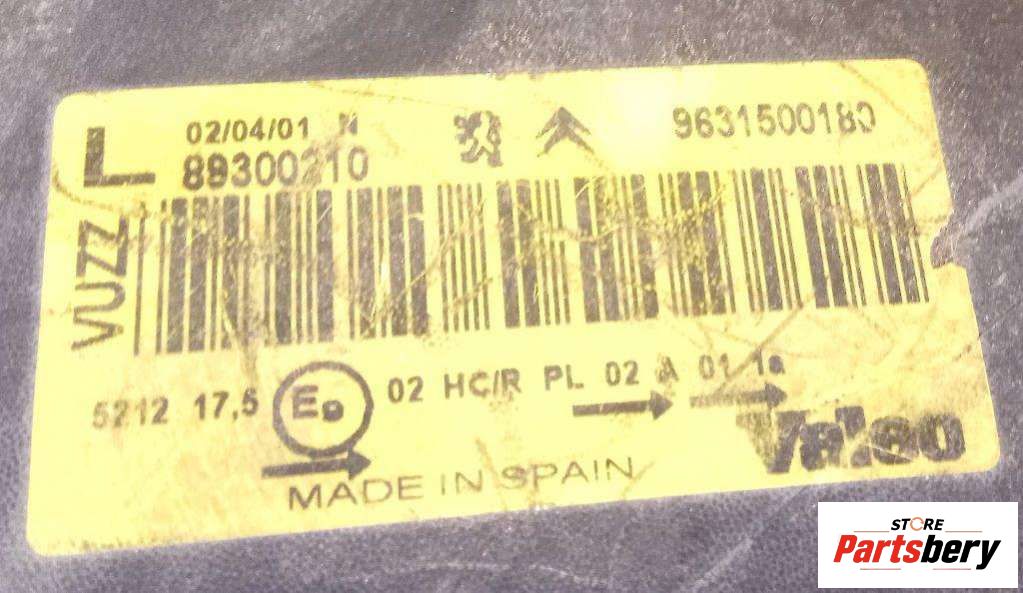 L
02/04/01 N
89300210
9631500180
VUZZ
5212 17,5 E9 02 HC/R PL 02 A 01 1a
Valeo
MADE IN SPAIN
STORE
Partsbery